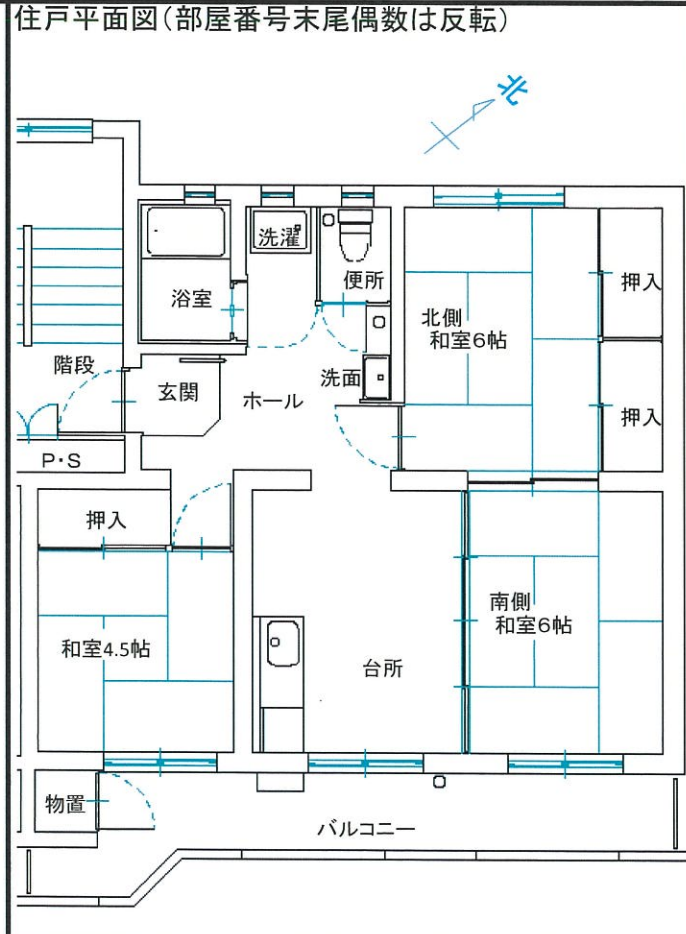 住戸平面図(部屋番号末尾偶数は反転)
北
洗濯
便所
浴室
押入
北側
和室6帖
階段
玄関
ホール
洗面
押入
P・S
押入
南側
和室6帖
和室4.5帖
台所
物置
バルコニー